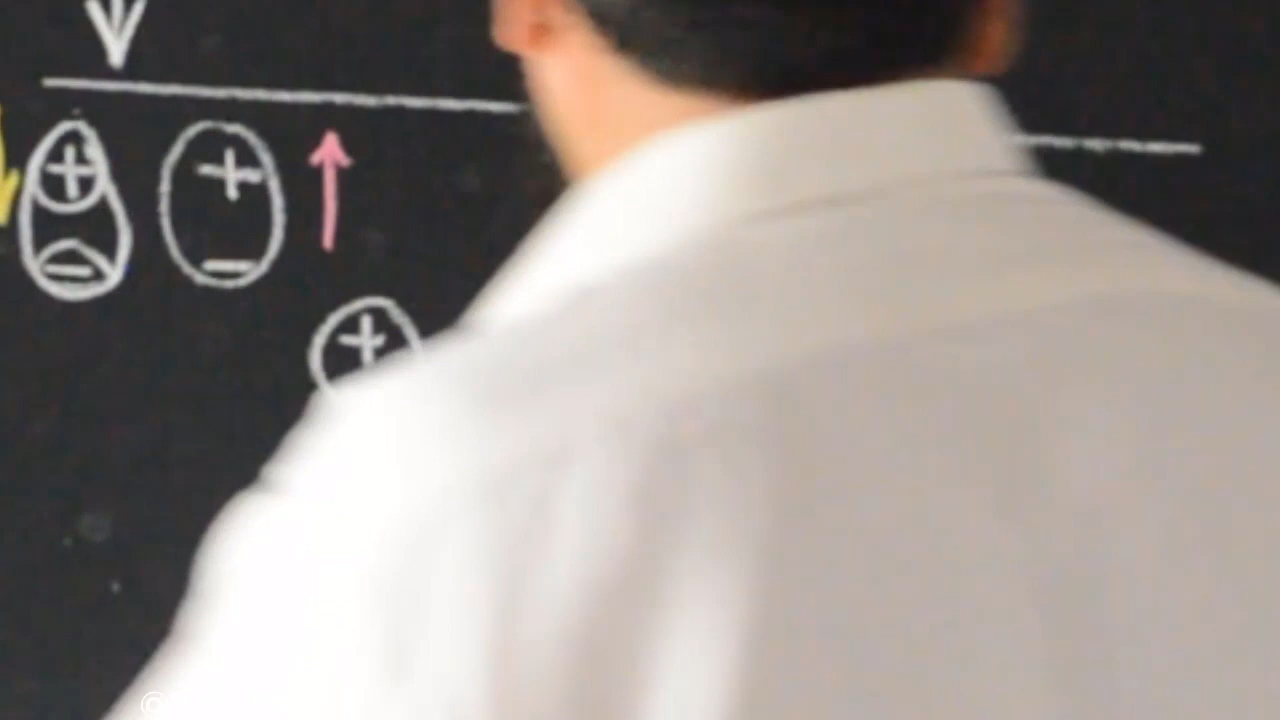 + +
− −
+